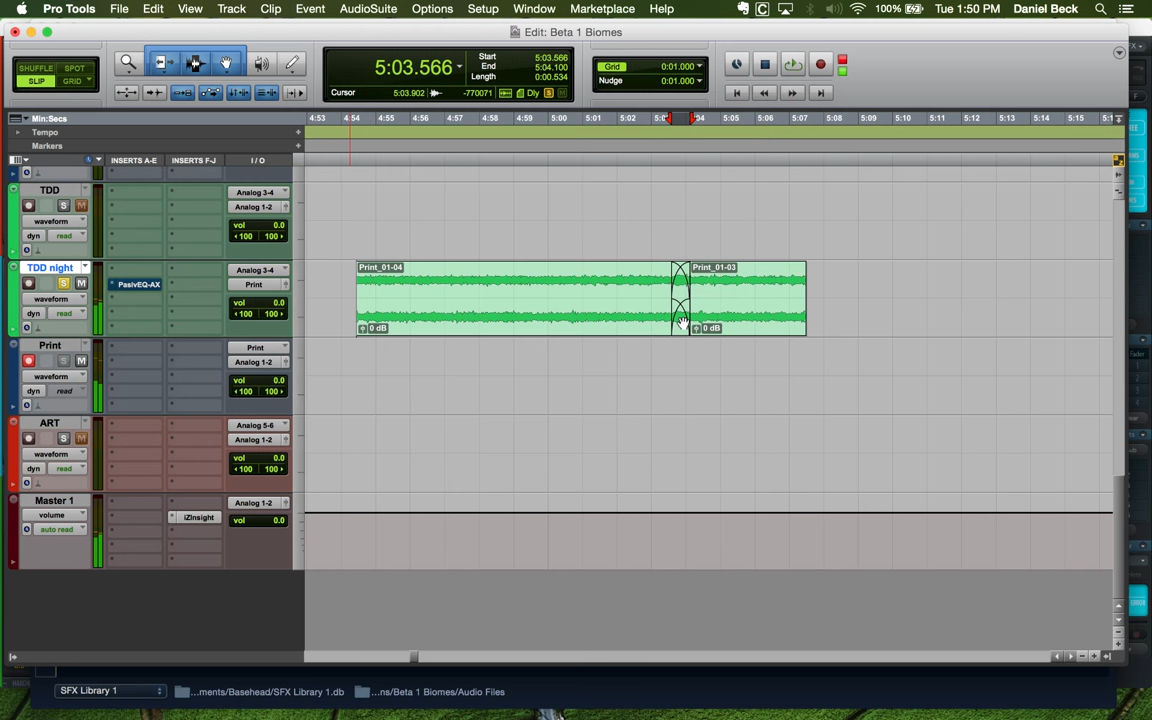 Pro Tools File Edit View Track Clip Event AudioSuite Options Setup Window Marketplace Help 100% Tue 1:50 PM Daniel Beck
Edit: Beta 1 Biomes
SHUFFLE SPOT
SLIP GRID
5:03.566
Start 5:03.566
End 5:04.100
Length 0:00.534
Cursor 5:03.902 -770071 Dly S M
Grid 0:01.000
Nudge 0:01.000
Min:Secs 4:53 4:54 4:55 4:56 4:57 4:58 4:59 5:00 5:01 5:02 5:05 5:06 5:07 5:08 5:09 5:10 5:11 5:12 5:13 5:14 5:15
Tempo
Markers
INSERTS A-E INSERTS F-J I / O
TDD Analog 3-4
S M Analog 1-2
waveform vol 0.0
dyn read 100 100
TDD night Analog 3-4
S M PasivEQ-AX Print
waveform vol 0.0
dyn read 100 100
Print_01-04 Print_01-03
0 dB 0 dB
Print Print
S M Analog 1-2
waveform vol 0.0
dyn read 100 100
ART Analog 5-6
S M Analog 1-2
waveform vol 0.0
dyn read 100 100
Master 1 Analog 1-2
volume iZInsight vol 0.0
auto read
SFX Library 1 ...ments/Basehead/SFX Library 1.db ...ns/Beta 1 Biomes/Audio Files